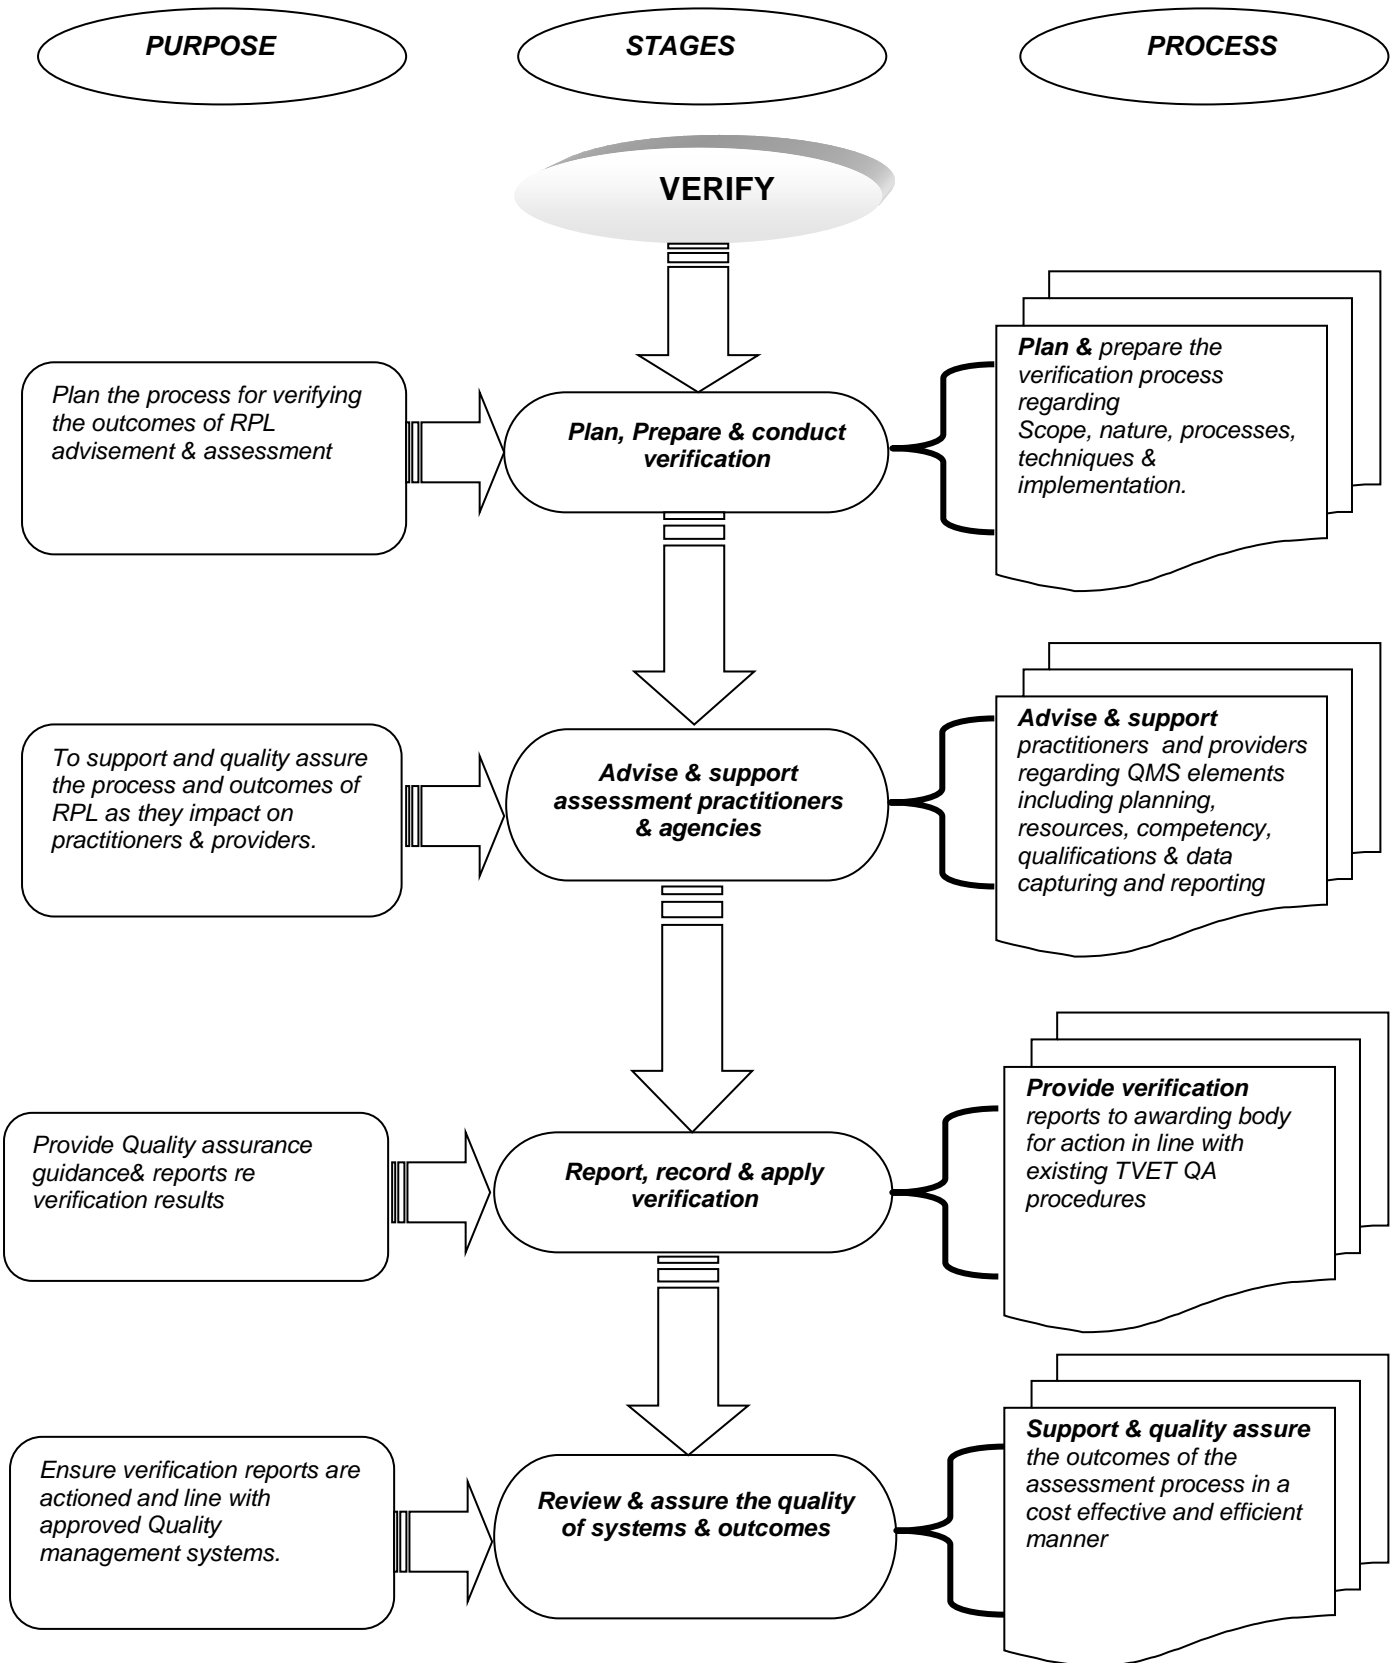 PURPOSE
STAGES
PROCESS
VERIFY
Plan the process for verifying
the outcomes of RPL
advisement & assessment
Plan, Prepare & conduct
verification
Plan & prepare the
verification process
regarding
Scope, nature, processes,
techniques &
implementation.
To support and quality assure
the process and outcomes of
RPL as they impact on
practitioners & providers.
Advise & support
assessment practitioners
& agencies
Advise & support
practitioners and providers
regarding QMS elements
including planning,
resources, competency,
qualifications & data
capturing and reporting
Provide Quality assurance
guidance& reports re
verification results
Report, record & apply
verification
Provide verification
reports to awarding body
for action in line with
existing TVET QA
procedures
Ensure verification reports are
actioned and line with
approved Quality
management systems.
Review & assure the quality
of systems & outcomes
Support & quality assure
the outcomes of the
assessment process in a
cost effective and efficient
manner